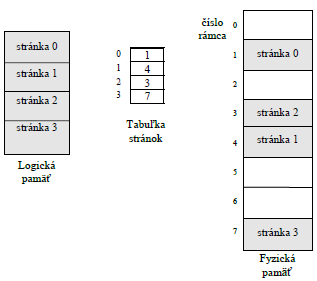 stránka 0
stránka 1
stránka 2
stránka 3
Logická
pamäť
0 1
1 4
2 3
3 7
Tabuľka
stránok
číslo
rámca
0
1 stránka 0
2
3 stránka 2
4 stránka 1
5
6
7 stránka 3
Fyzická
pamäť